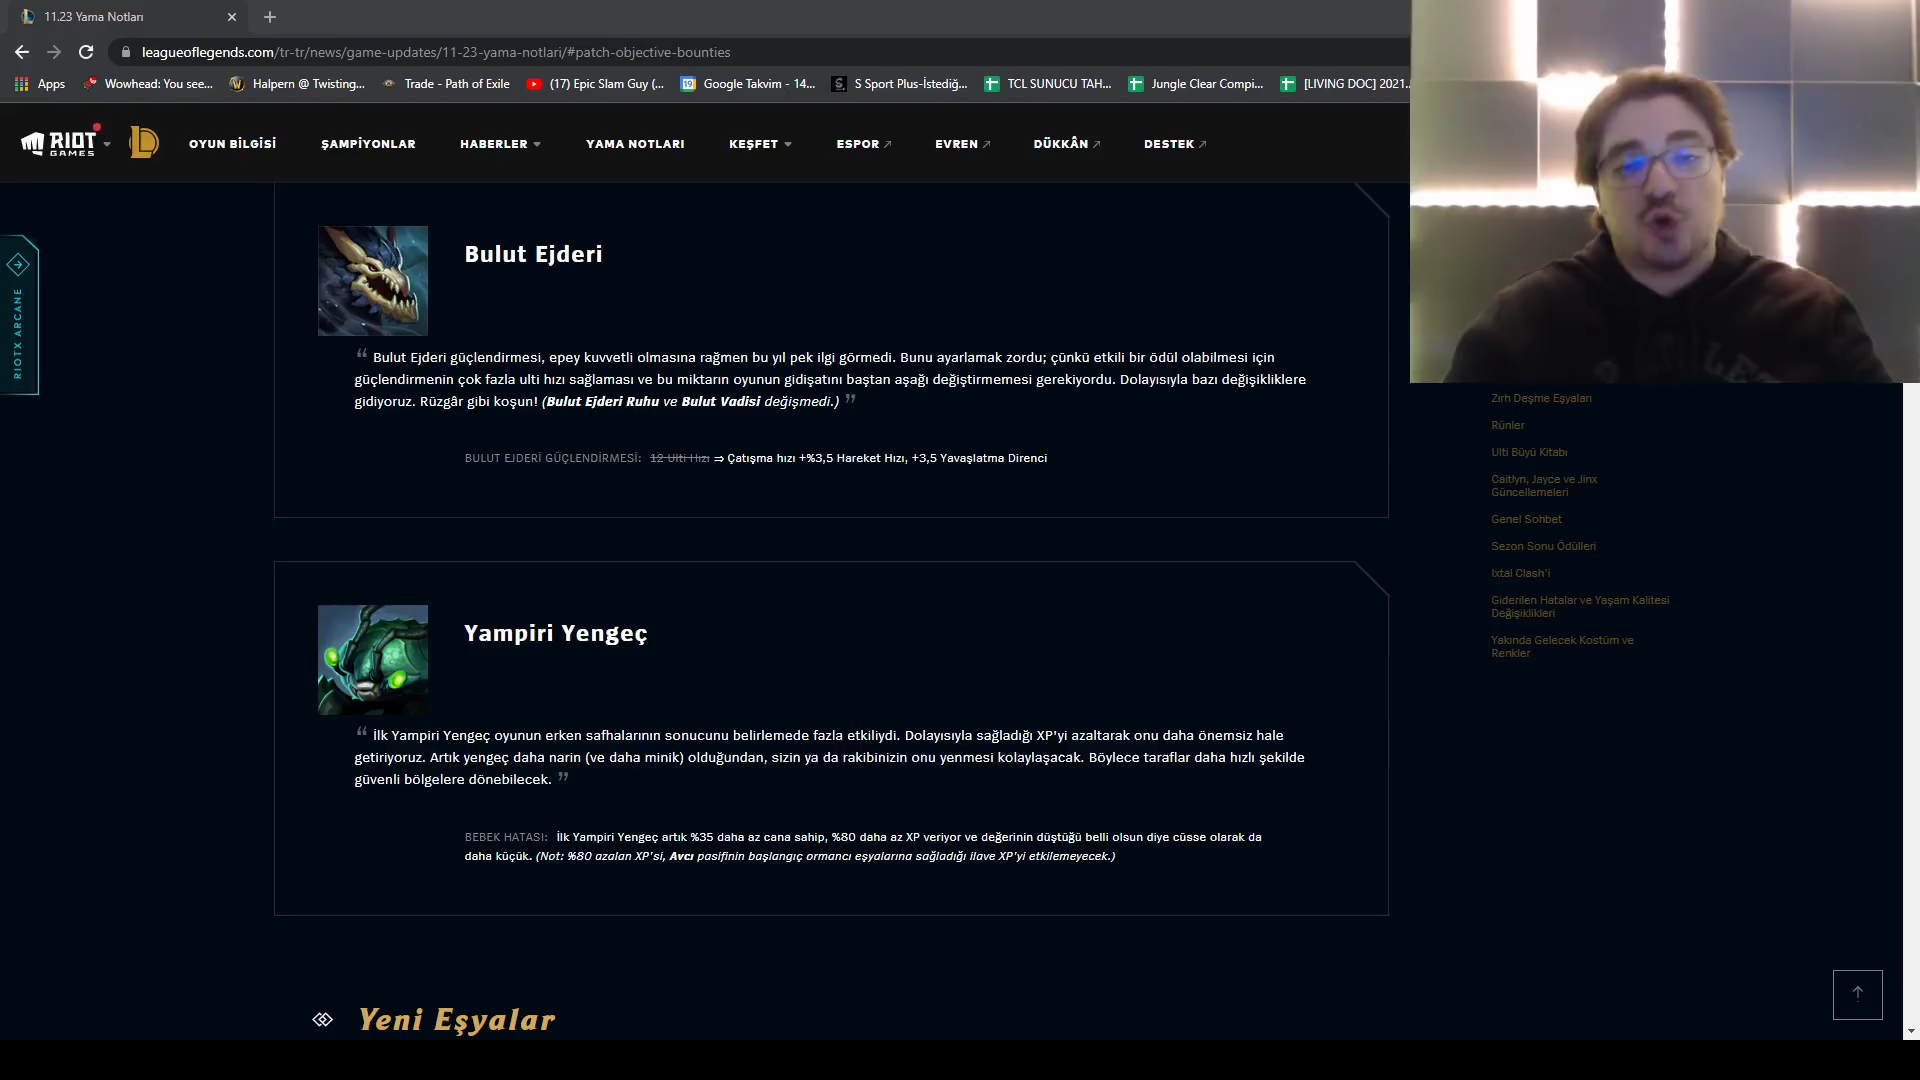 11.23 Yama Notları
leagueoflegends.com/tr-tr/news/game-updates/11-23-yama-notlari/#patch-objective-bounties
Apps
Wowhead: You see...
Halpern @ Twisting...
Trade - Path of Exile
(17) Epic Slam Guy (...
Google Takvim - 14...
S Sport Plus-İstediğ...
TCL SUNUCU TAH...
Jungle Clear Compi...
[LIVING DOC] 2021...
RIOT GAMES
OYUN BİLGİSİ
ŞAMPİYONLAR
HABERLER
YAMA NOTLARI
KEŞFET
ESPOR
EVREN
DÜKKÂN
DESTEK
RIOTX ARCANE
Bulut Ejderi
“ Bulut Ejderi güçlendirmesi, epey kuvvetli olmasına rağmen bu yıl pek ilgi görmedi. Bunu ayarlamak zordu; çünkü etkili bir ödül olabilmesi için
güçlendirmenin çok fazla ulti hızı sağlaması ve bu miktarın oyunun gidişatını baştan aşağı değiştirmemesi gerekiyordu. Dolayısıyla bazı değişikliklere
gidiyoruz. Rüzgâr gibi koşun! (Bulut Ejderi Ruhu ve Bulut Vadisi değişmedi.) ”
BULUT EJDERİ GÜÇLENDİRMESİ: 12 Ulti Hızı ⇒ Çatışma hızı +%3,5 Hareket Hızı, +3,5 Yavaşlatma Direnci
Yampiri Yengeç
“ İlk Yampiri Yengeç oyunun erken safhalarının sonucunu belirlemede fazla etkiliydi. Dolayısıyla sağladığı XP'yi azaltarak onu daha önemsiz hale
getiriyoruz. Artık yengeç daha narin (ve daha minik) olduğundan, sizin ya da rakibinizin onu yenmesi kolaylaşacak. Böylece taraflar daha hızlı şekilde
güvenli bölgelere dönebilecek. ”
BEBEK HATASI: İlk Yampiri Yengeç artık %35 daha az cana sahip, %80 daha az XP veriyor ve değerinin düştüğü belli olsun diye cüsse olarak da
daha küçük. (Not: %80 azalan XP'si, Avcı pasifinin başlangıç ormancı eşyalarına sağladığı ilave XP'yi etkilemeyecek.)
Yeni Eşyalar
Zırh Deşme Eşyaları
Rünler
Ulti Büyü Kitabı
Caitlyn, Jayce ve Jinx
Güncellemeleri
Genel Sohbet
Sezon Sonu Ödülleri
Ixtal Clash'i
Giderilen Hatalar ve Yaşam Kalitesi
Değişiklikleri
Yakında Gelecek Kostüm ve
Renkler